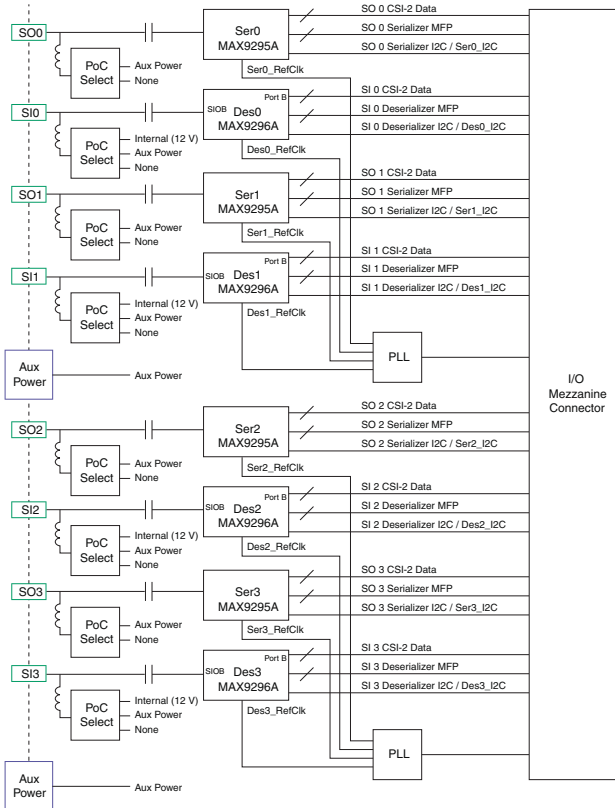 SO0
PoC
Select
Aux Power
None
Ser0
MAX9295A
Ser0_RefClk
SO 0 CSI-2 Data
SO 0 Serializer MFP
SO 0 Serializer I2C / Ser0_I2C
SI0
PoC
Select
Internal (12 V)
Aux Power
None
SIOB
Port B
Des0
MAX9296A
Des0_RefClk
SI 0 CSI-2 Data
SI 0 Deserializer MFP
SI 0 Deserializer I2C / Des0_I2C
SO1
PoC
Select
Aux Power
None
Ser1
MAX9295A
Ser1_RefClk
SO 1 CSI-2 Data
SO 1 Serializer MFP
SO 1 Serializer I2C / Ser1_I2C
SI1
PoC
Select
Internal (12 V)
Aux Power
None
SIOB
Port B
Des1
MAX9296A
Des1_RefClk
SI 1 CSI-2 Data
SI 1 Deserializer MFP
SI 1 Deserializer I2C / Des1_I2C
PLL
Aux
Power
Aux Power
I/O
Mezzanine
Connector
SO2
PoC
Select
Aux Power
None
Ser2
MAX9295A
Ser2_RefClk
SO 2 CSI-2 Data
SO 2 Serializer MFP
SO 2 Serializer I2C / Ser2_I2C
SI2
PoC
Select
Internal (12 V)
Aux Power
None
SIOB
Port B
Des2
MAX9296A
Des2_RefClk
SI 2 CSI-2 Data
SI 2 Deserializer MFP
SI 2 Deserializer I2C / Des2_I2C
SO3
PoC
Select
Aux Power
None
Ser3
MAX9295A
Ser3_RefClk
SO 3 CSI-2 Data
SO 3 Serializer MFP
SO 3 Serializer I2C / Ser3_I2C
SI3
PoC
Select
Internal (12 V)
Aux Power
None
SIOB
Port B
Des3
MAX9296A
Des3_RefClk
SI 3 CSI-2 Data
SI 3 Deserializer MFP
SI 3 Deserializer I2C / Des3_I2C
PLL
Aux
Power
Aux Power